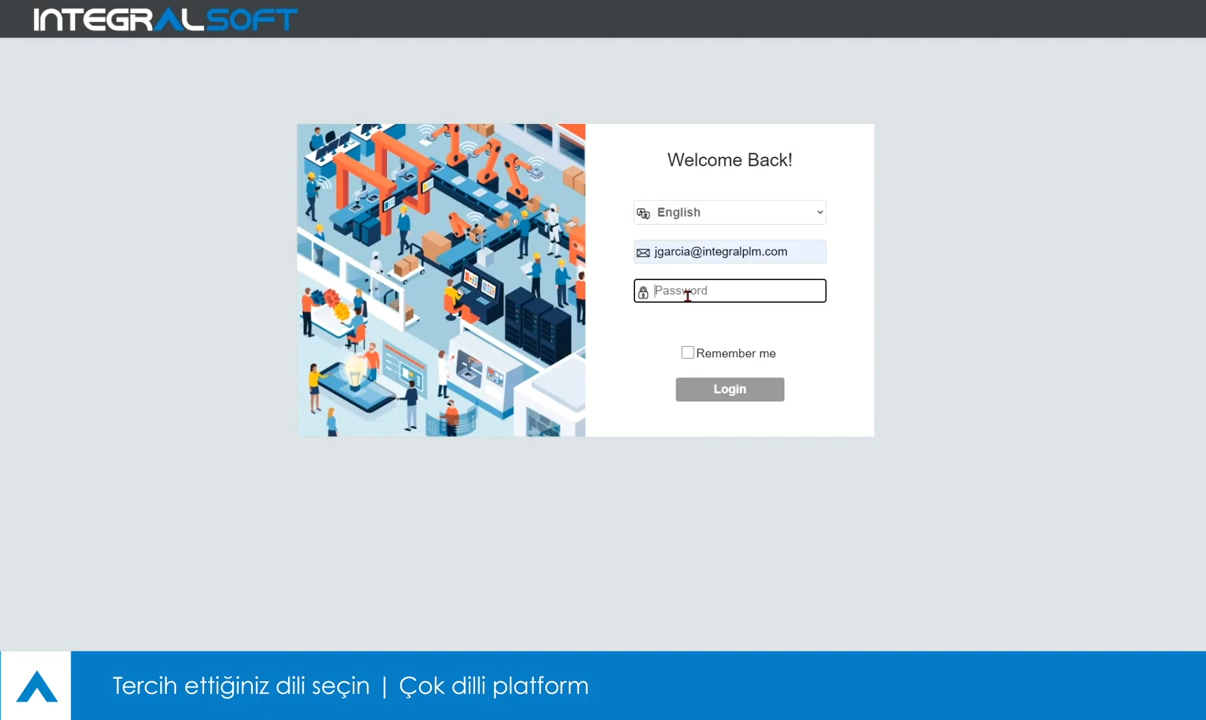 INTEGRALSOFT
Welcome Back!
English
jgarcia@integralplm.com
Password
Remember me
Login
Tercih ettiğiniz dili seçin | Çok dilli platform